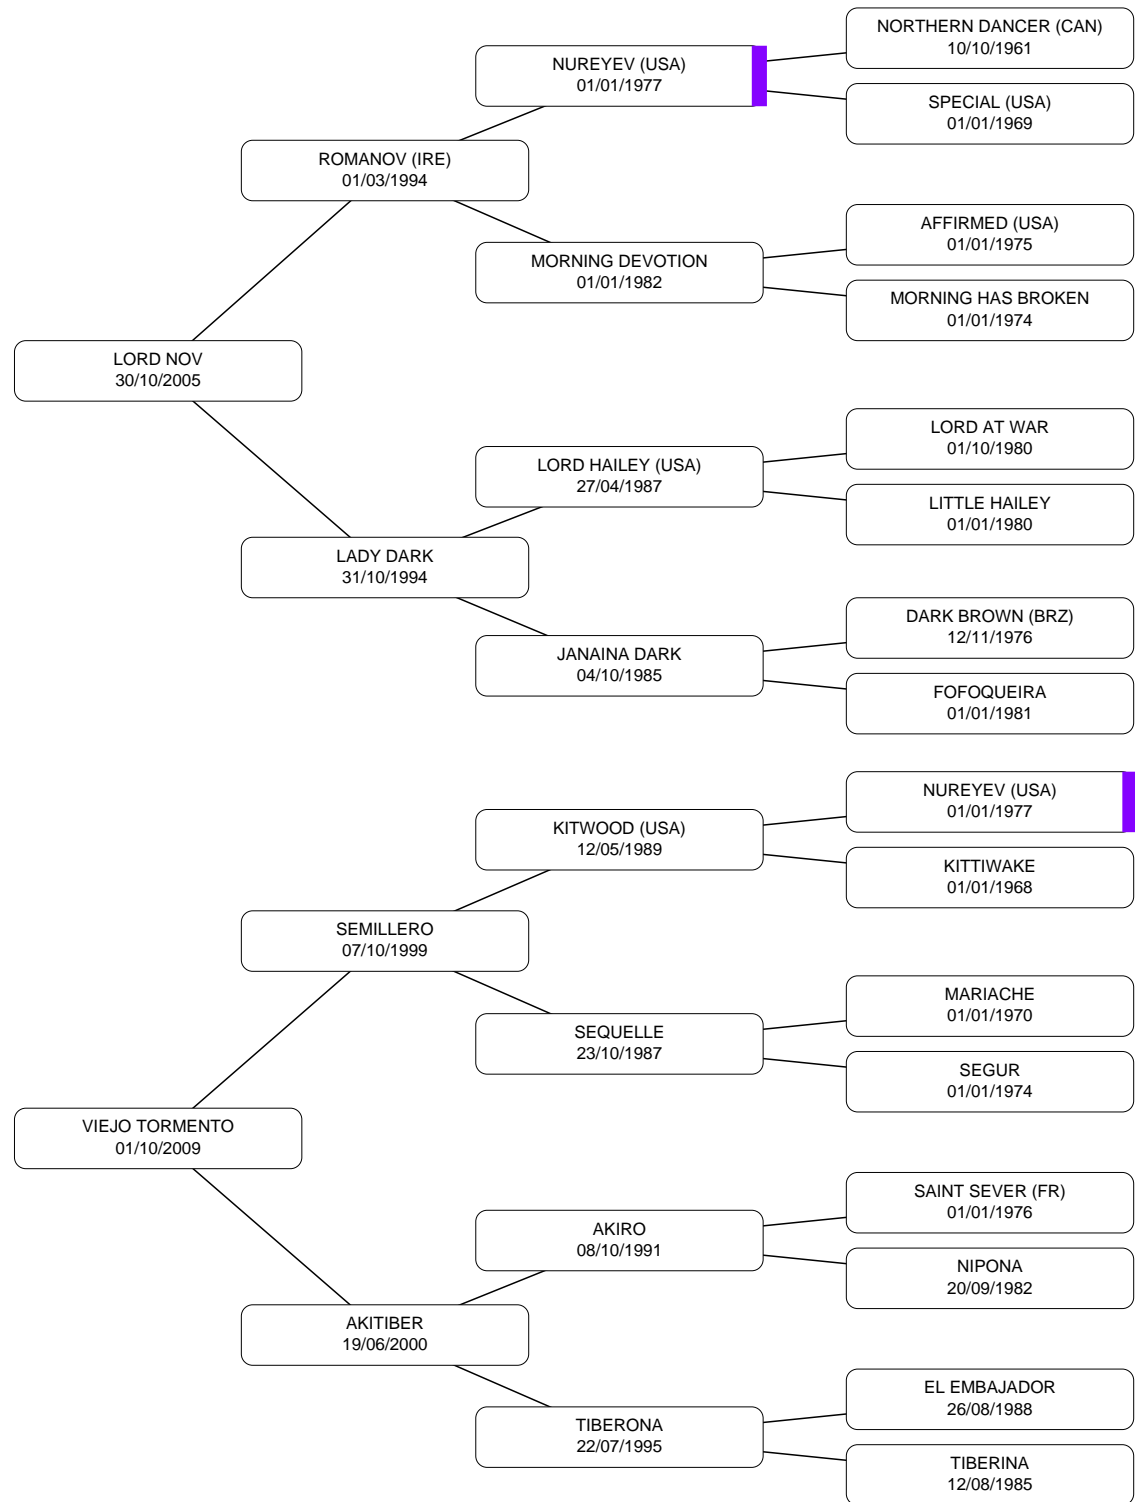 NORTHERN DANCER (CAN)
10/10/1961
NUREYEV (USA)
01/01/1977
SPECIAL (USA)
01/01/1969
ROMANOV (IRE)
01/03/1994
AFFIRMED (USA)
01/01/1975
MORNING DEVOTION
01/01/1982
MORNING HAS BROKEN
01/01/1974
LORD NOV
30/10/2005
LORD AT WAR
01/10/1980
LORD HAILEY (USA)
27/04/1987
LITTLE HAILEY
01/01/1980
LADY DARK
31/10/1994
DARK BROWN (BRZ)
12/11/1976
JANAINA DARK
04/10/1985
FOFOQUEIRA
01/01/1981
NUREYEV (USA)
01/01/1977
KITWOOD (USA)
12/05/1989
KITTIWAKE
01/01/1968
SEMILLERO
07/10/1999
MARIACHE
01/01/1970
SEQUELLE
23/10/1987
SEGUR
01/01/1974
VIEJO TORMENTO
01/10/2009
SAINT SEVER (FR)
01/01/1976
AKIRO
08/10/1991
NIPONA
20/09/1982
AKITIBER
19/06/2000
EL EMBAJADOR
26/08/1988
TIBERONA
22/07/1995
TIBERINA
12/08/1985